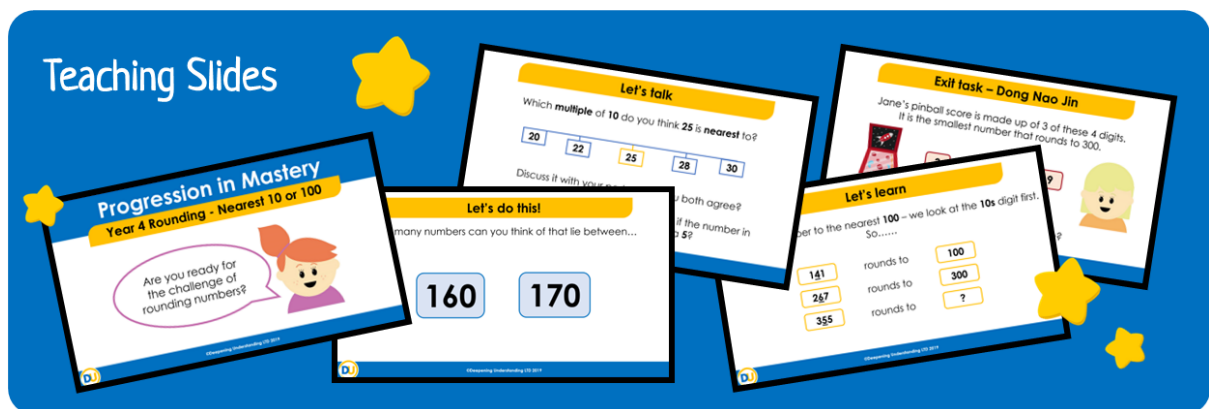 Teaching Slides
Progression in Mastery
Year 4 Rounding - Nearest 10 or 100
Are you ready for
the challenge of
rounding numbers?
©Deepening Understanding LTD 2019
DU
Let's do this!
many numbers can you think of that lie between…
160 170
©Deepening Understanding LTD 2019
DU
Let's talk
Which multiple of 10 do you think 25 is nearest to?
20 22 25 28 30
Discuss it with your
u both agree?
if the number in
a 5?
Exit task – Dong Nao Jin
Jane's pinball score is made up of 3 of these 4 digits.
It is the smallest number that rounds to 300.
9
?
Let's learn
ber to the nearest 100 – we look at the 10s digit first.
So……
141 rounds to 100
267 rounds to 300
355 rounds to ?
©Deepening Understanding LTD 2019
DU